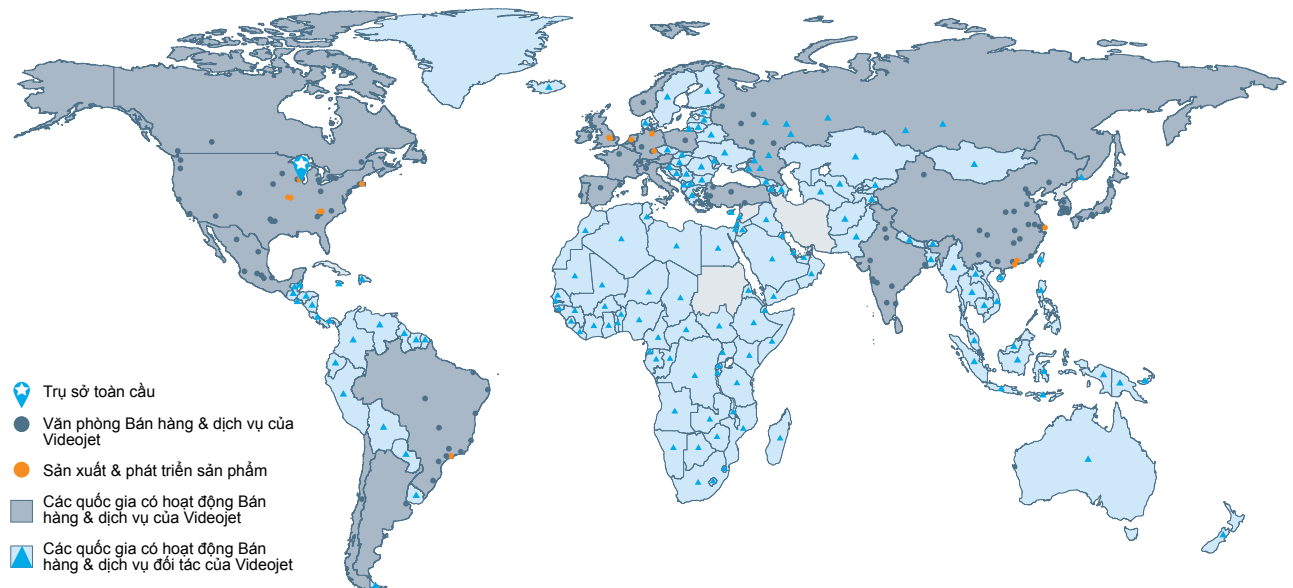 Trụ sở toàn cầu
Văn phòng Bán hàng & dịch vụ của
Videojet
Sản xuất & phát triển sản phẩm
Các quốc gia có hoạt động Bán
hàng & dịch vụ của Videojet
Các quốc gia có hoạt động Bán
hàng & dịch vụ đối tác của Videojet